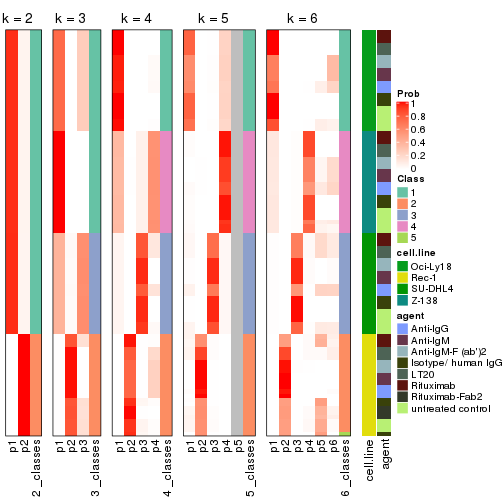 k = 2
k = 3
k = 4
k = 5
k = 6
p1
p2
2_classes
p1
p2
p3
3_classes
p1
p2
p3
p4
4_classes
p1
p2
p3
p4
p5
5_classes
p1
p2
p3
p4
p5
p6
6_classes
cell.line
agent
Prob
1
0.8
0.6
0.4
0.2
0
Class
1
2
3
4
5
cell.line
Oci-Ly18
Rec-1
SU-DHL4
Z-138
agent
Anti-IgG
Anti-IgM
Anti-IgM-F (ab')2
Isotype/ human IgG
LT20
Rituximab
Rituximab-Fab2
untreated control